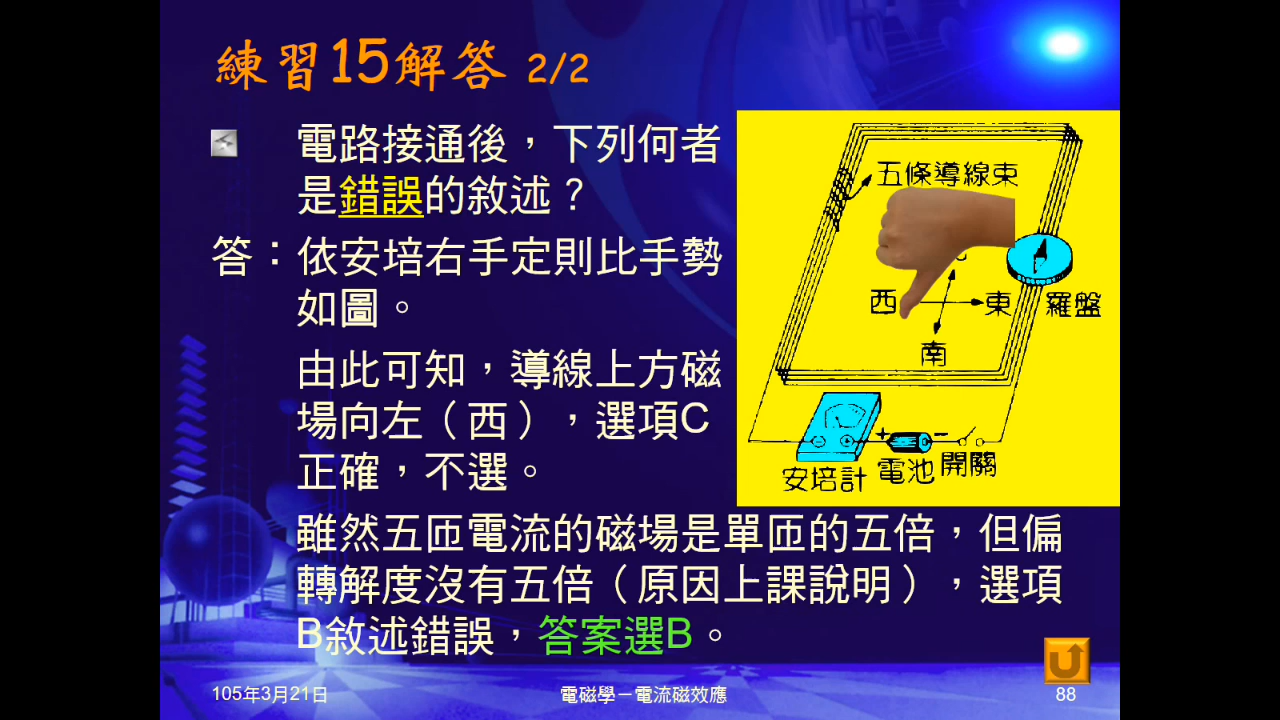 練習15解答 2/2
電路接通後，下列何者
是錯誤的敘述？
答：依安培右手定則比手勢
如圖。
由此可知，導線上方磁
場向左（西），選項C
正確，不選。
雖然五匝電流的磁場是單匝的五倍，但偏
轉解度沒有五倍（原因上課說明），選項
B敘述錯誤，答案選B。
五條導線束
西
東
羅盤
南
+
−
安培計
電池
開關
105年3月21日
電磁學－電流磁效應
88